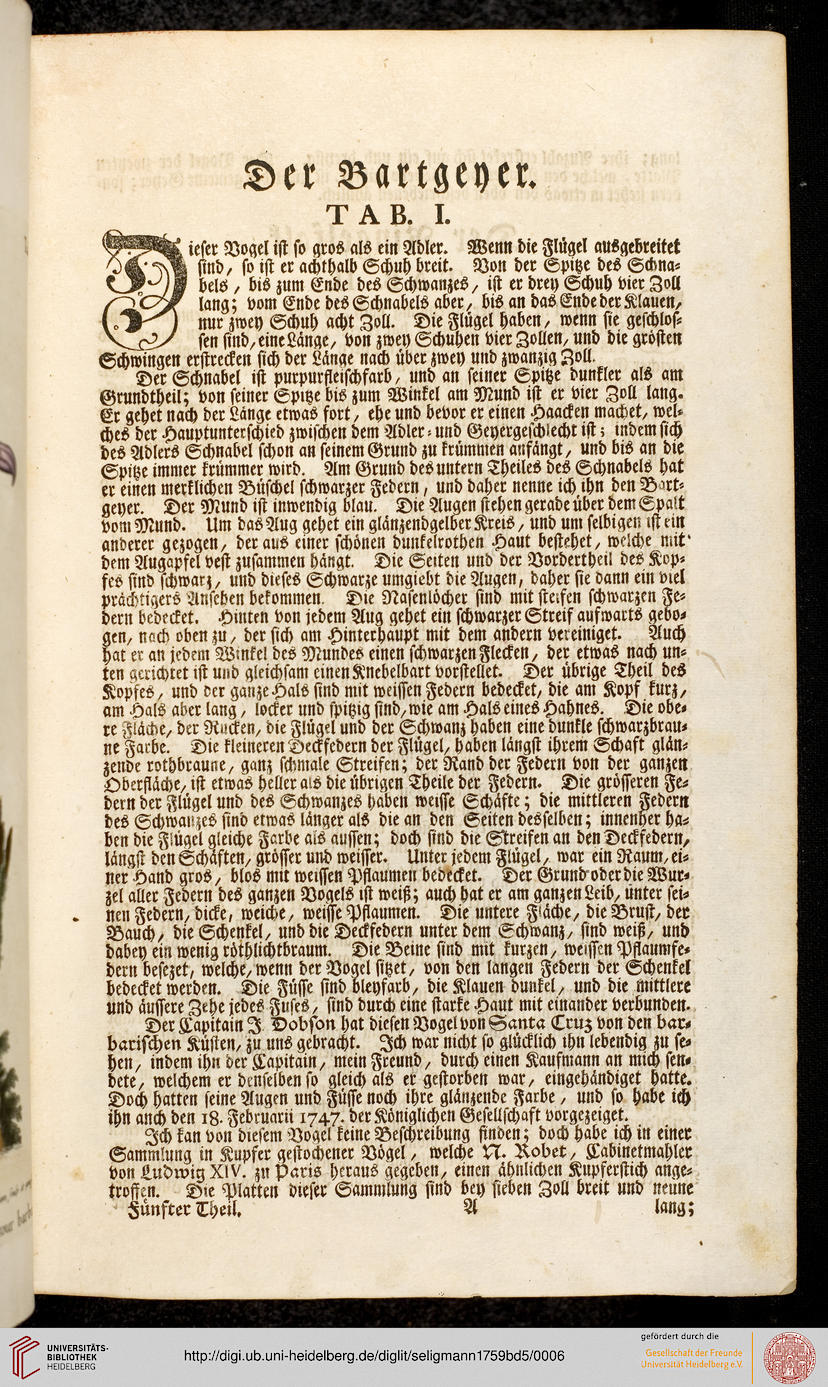 Der Bartgeyer.
TAB. I.
Dieser Vogel ist so gros als ein Adler. Wenn die Flügel ausgebreitet
sind, so ist er achthalb Schuh breit. Von der Spitze des Schna-
bels, bis zum Ende des Schwanzes, ist er drey Schuh vier Zoll
lang; vom Ende des Schnabels aber, bis an das Ende der Klauen,
nur zwey Schuh acht Zoll. Die Flügel haben, wenn sie geschlos-
sen sind, eine Länge, von zwey Schuhen vier Zollen, und die grösten
Schwingen erstrecken sich der Länge nach über zwey und zwanzig Zoll.
Der Schnabel ist purpurfleischfarb, und an seiner Spitze dunkler als am
Grundtheil; von seiner Spitze bis zum Winkel am Mund ist er vier Zoll lang.
Er gehet nach der Länge etwas fort, ehe und bevor er einen Haacken machet, wel-
ches der Hauptunterschied zwischen dem Adler- und Geyergeschlecht ist; indem sich
des Adlers Schnabel schon an seinem Grund zu krümmen anfängt, und bis an die
Spitze immer krümmer wird. Am Grund des untern Theiles des Schnabels hat
er einen merklichen Büschel schwarzer Federn, und daher nenne ich ihn den Bart-
geyer. Der Mund ist inwendig blau. Die Augen stehen gerade über dem Spalt
vom Mund. Um das Aug gehet ein glänzendgelber Kreis, und um selbigen ist ein
anderer gezogen, der aus einer schönen dunkelrothen Haut bestehet, welche mit
dem Augapfel vest zusammen hängt. Die Seiten und der Vordertheil des Kop-
fes sind schwarz, und dieses Schwarze umgiebt die Augen, daher sie dann ein viel
prächtigers Ansehen bekommen. Die Nasenlöcher sind mit steifen schwarzen Fe-
dern bedecket. Hinten von jedem Aug gehet ein schwarzer Streif aufwarts gebo-
gen, nach oben zu, der sich am Hinterhaupt mit dem andern vereiniget. Auch
hat er an jedem Winkel des Mundes einen schwarzen Flecken, der etwas nach un-
ten gerichtet ist und gleichsam einen Knebelbart vorstellet. Der übrige Theil des
Kopfes, und der ganze Hals sind mit weissen Federn bedecket, die am Kopf kurz,
am Hals aber lang, locker und spitzig sind, wie am Hals eines Hahnes. Die obe-
re Fläche, der Rucken, die Flügel und der Schwanz haben eine dunkle schwarzbrau-
ne Farbe. Die kleineren Deckfedern der Flügel, haben längst ihrem Schaft glän-
zende rothbraune, ganz schmale Streifen; der Rand der Federn von der ganzen
Oberfläche, ist etwas heller als die übrigen Theile der Federn. Die grösseren Fe-
dern der Flügel und des Schwanzes haben weisse Schäfte; die mittleren Federn
des Schwanzes sind etwas länger als die an den Seiten desselben; innenher ha-
ben die Flügel gleiche Farbe als aussen; doch sind die Streifen an den Deckfedern,
längst den Schäften, grösser und weisser. Unter jedem Flügel, war ein Raum, ei-
ner Hand gros, blos mit weissen Pflaumen bedecket. Der Grund oder die Wur-
zel aller Federn des ganzen Vogels ist weiß; auch hat er am ganzen Leib, unter sei-
nen Federn, dicke, weiche, weisse Pflaumen. Die untere Fläche, die Brust, der
Bauch, die Schenkel, und die Deckfedern unter dem Schwanz, sind weiß, und
dabey ein wenig röthlichtbraun. Die Beine sind mit kurzen, weissen Pflaumfe-
dern besezet, welche, wenn der Vogel sitzet, von den langen Federn der Schenkel
bedecket werden. Die Füsse sind bleyfarb, die Klauen dunkel, und die mittlere
und äussere Zehe jedes Fuses, sind durch eine starke Haut mit einander verbunden.
Der Capitain J. Dobson hat diesen Vogel von Santa Cruz von den bar-
barischen Küsten, zu uns gebracht. Ich war nicht so glücklich ihn lebendig zu se-
hen, indem ihn der Capitain, mein Freund, durch einen Kaufmann an mich sen-
dete, welchem er denselben so gleich als er gestorben war, eingehändiget hatte.
Doch hatten seine Augen und Füsse noch ihre glänzende Farbe, und so habe ich
ihn auch den 18. Februarii 1747. der Königlichen Gesellschaft vorgezeiget.
Ich kan von diesem Vogel keine Beschreibung finden; doch habe ich in einer
Sammlung in Kupfer gestochener Vögel, welche N. Robet, Cabinetmahler
von Ludwig XIV. zu Paris heraus gegeben, einen ähnlichen Kupferstich ange-
troffen. Die Platten dieser Sammlung sind bey sieben Zoll breit und neune
Fünfter Theil. A lang;
UNIVERSITÄTS-
BIBLIOTHEK
HEIDELBERG
http://digi.ub.uni-heidelberg.de/diglit/seligmann1759bd5/0006
gefördert durch die
Gesellschaft der Freunde
Universität Heidelberg e.V.